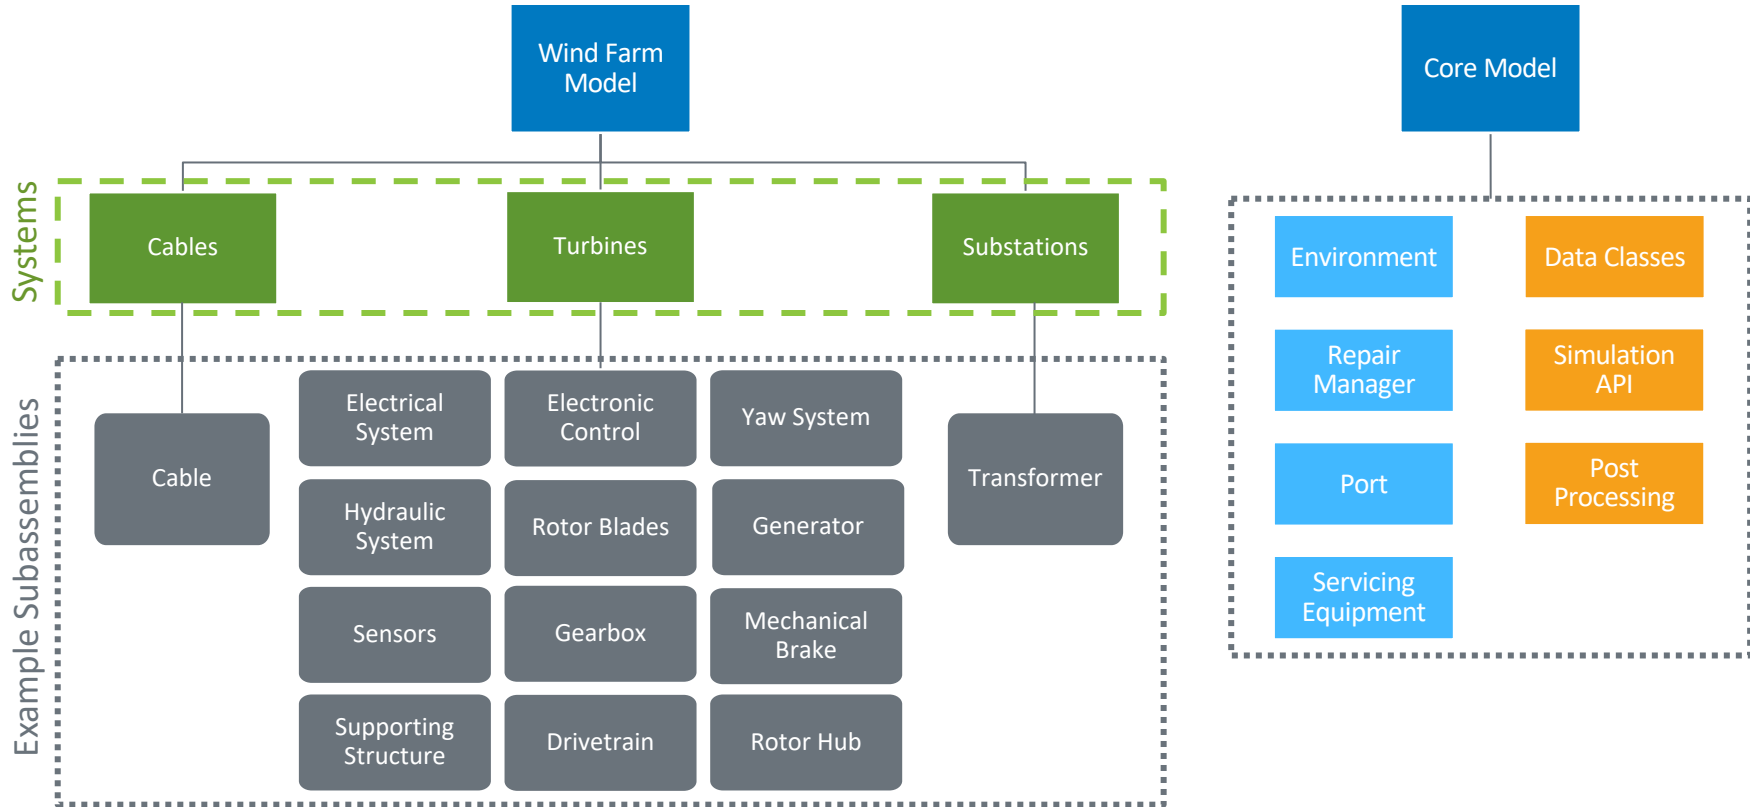 Wind Farm
Model
Core Model
Systems
Cables
Turbines
Substations
Example Subassemblies
Cable
Electrical
System
Electronic
Control
Yaw System
Transformer
Hydraulic
System
Rotor Blades
Generator
Sensors
Gearbox
Mechanical
Brake
Supporting
Structure
Drivetrain
Rotor Hub
Environment
Data Classes
Repair
Manager
Simulation
API
Port
Post
Processing
Servicing
Equipment